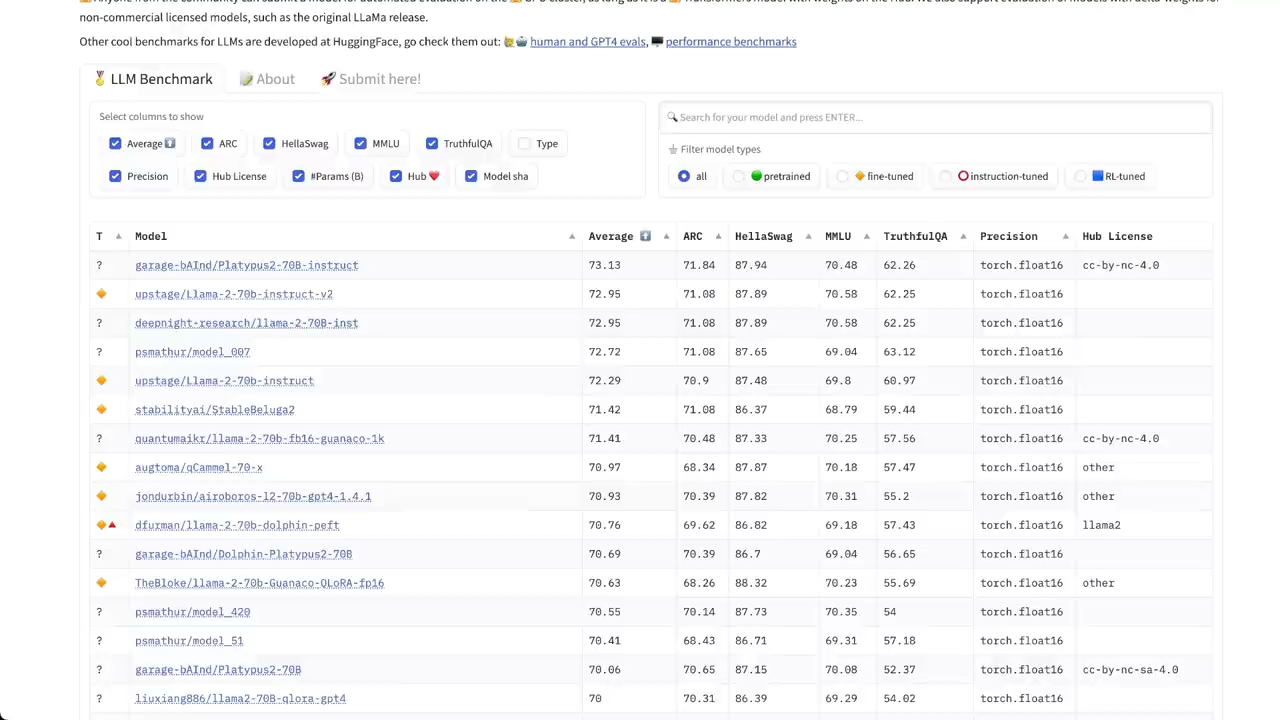 non-commercial licensed models, such as the original LLaMa release.
Other cool benchmarks for LLMs are developed at HuggingFace, go check them out: human and GPT4 evals, performance benchmarks
LLM Benchmark About Submit here!
Select columns to show
Average ARC HellaSwag MMLU TruthfulQA Type
Precision Hub License #Params (B) Hub Model sha
Search for your model and press ENTER...
Filter model types
all pretrained fine-tuned instruction-tuned RL-tuned
T Model Average ARC HellaSwag MMLU TruthfulQA Precision Hub License
? garage-bAInd/Platypus2-70B-instruct 73.13 71.84 87.94 70.48 62.26 torch.float16 cc-by-nc-4.0
upstage/Llama-2-70b-instruct-v2 72.95 71.08 87.89 70.58 62.25 torch.float16
? deepnight-research/llama-2-70B-inst 72.95 71.08 87.89 70.58 62.25 torch.float16
? psmathur/model_007 72.72 71.08 87.65 69.04 63.12 torch.float16
upstage/Llama-2-70b-instruct 72.29 70.9 87.48 69.8 60.97 torch.float16
stabilityai/StableBeluga2 71.42 71.08 86.37 68.79 59.44 torch.float16
? quantumaikr/llama-2-70b-fb16-guanaco-1k 71.41 70.48 87.33 70.25 57.56 torch.float16 cc-by-nc-4.0
augtoma/qCammel-70-x 70.97 68.34 87.87 70.18 57.47 torch.float16 other
jondurbin/airoboros-l2-70b-gpt4-1.4.1 70.93 70.39 87.82 70.31 55.2 torch.float16 other
dfurman/llama-2-70b-dolphin-peft 70.76 69.62 86.82 69.18 57.43 torch.float16 llama2
? garage-bAInd/Dolphin-Platypus2-70B 70.69 70.39 86.7 69.04 56.65 torch.float16
TheBloke/llama-2-70b-Guanaco-QLoRA-fp16 70.63 68.26 88.32 70.23 55.69 torch.float16 other
? psmathur/model_420 70.55 70.14 87.73 70.35 54 torch.float16
? psmathur/model_51 70.41 68.43 86.71 69.31 57.18 torch.float16
? garage-bAInd/Platypus2-70B 70.06 70.65 87.15 70.08 52.37 torch.float16 cc-by-nc-sa-4.0
? liuxiang886/llama2-70B-qlora-gpt4 70 70.31 86.39 69.29 54.02 torch.float16